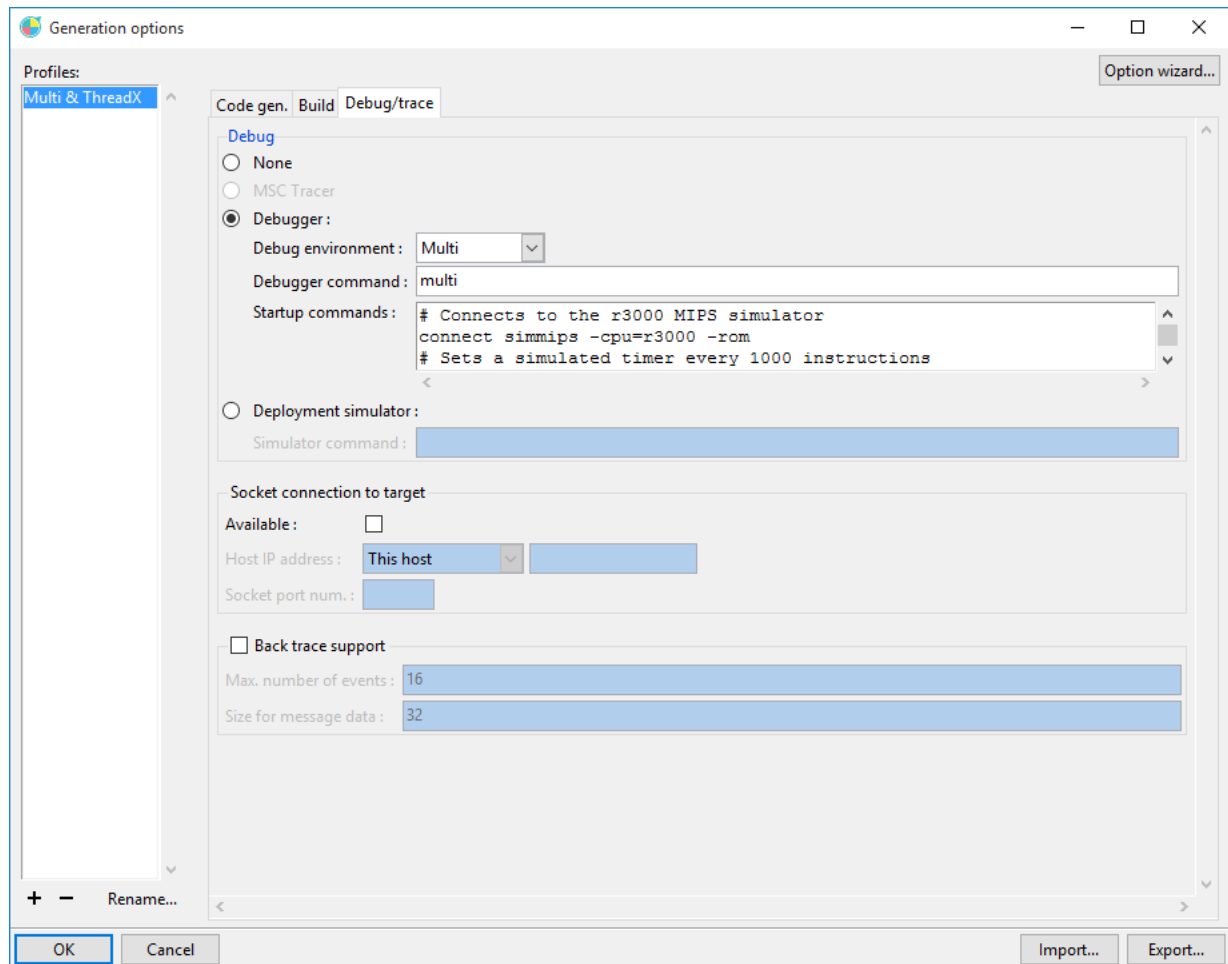 Generation options
Profiles:
Option wizard...
Multi & ThreadX
Code gen. Build Debug/trace
Debug
None
MSC Tracer
Debugger :
Debug environment : Multi
Debugger command : multi
Startup commands : # Connects to the r3000 MIPS simulator
connect simmips -cpu=r3000 -rom
# Sets a simulated timer every 1000 instructions
Deployment simulator :
Simulator command :
Socket connection to target
Available :
Host IP address : This host
Socket port num. :
Back trace support
Max. number of events : 16
Size for message data : 32
+ − Rename...
OK Cancel Import... Export...